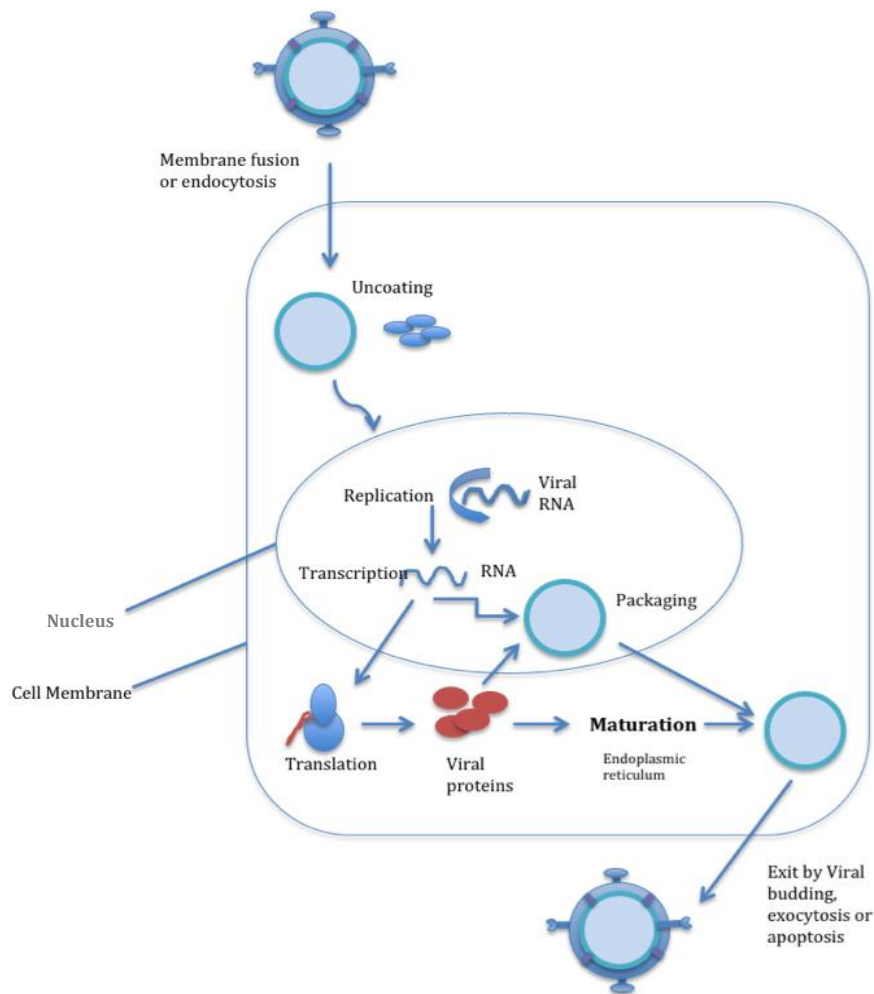 Membrane fusion
or endocytosis
Uncoating
Replication
Viral
RNA
Transcription
RNA
Packaging
Nucleus
Cell Membrane
Translation
Viral
proteins
Maturation
Endoplasmic
reticulum
Exit by Viral
budding,
exocytosis or
apoptosis